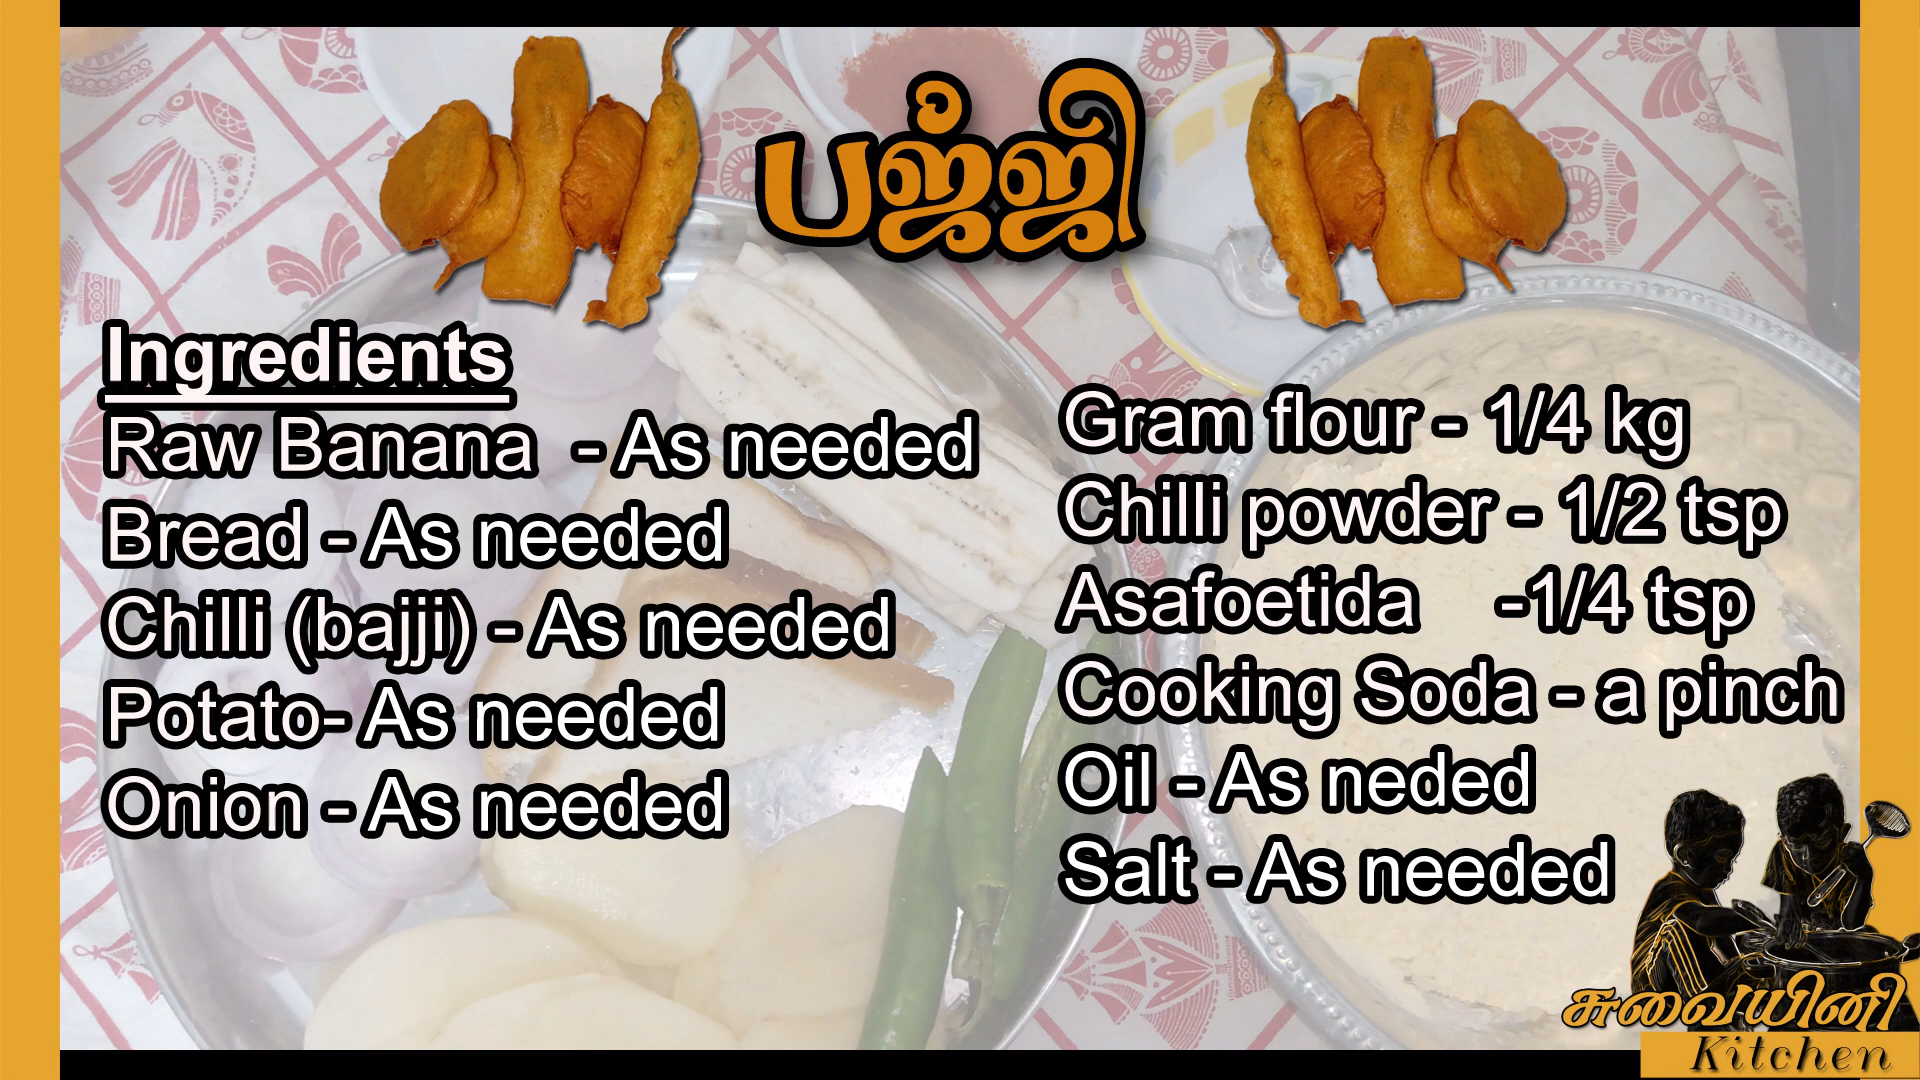 பஜ்ஜி
Ingredients
Raw Banana - As needed
Bread - As needed
Chilli (bajji) - As needed
Potato- As needed
Onion - As needed
Gram flour - 1/4 kg
Chilli powder - 1/2 tsp
Asafoetida -1/4 tsp
Cooking Soda - a pinch
Oil - As neded
Salt - As needed
சுவையினி
Kitchen